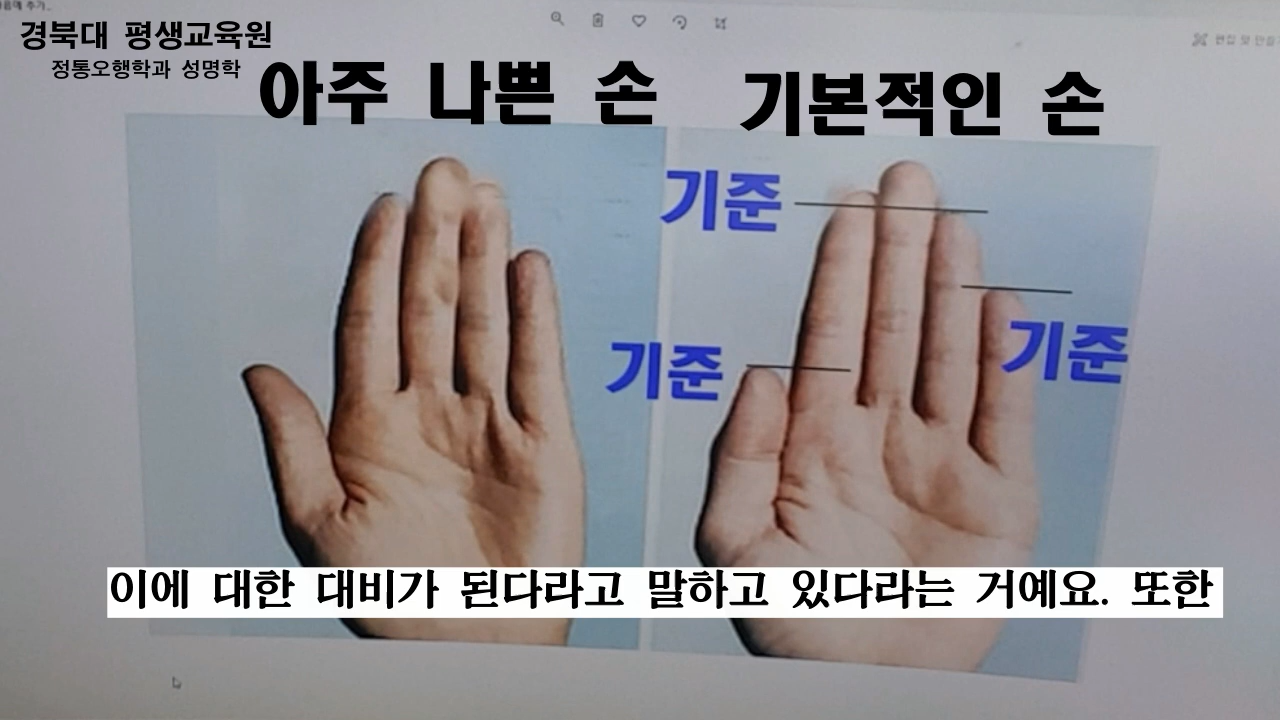 경북대 평생교육원
정통오행학과 성명학
아주 나쁜 손
기본적인 손
기준
기준
기준
이에 대한 대비가 된다라고 말하고 있다라는 거예요. 또한